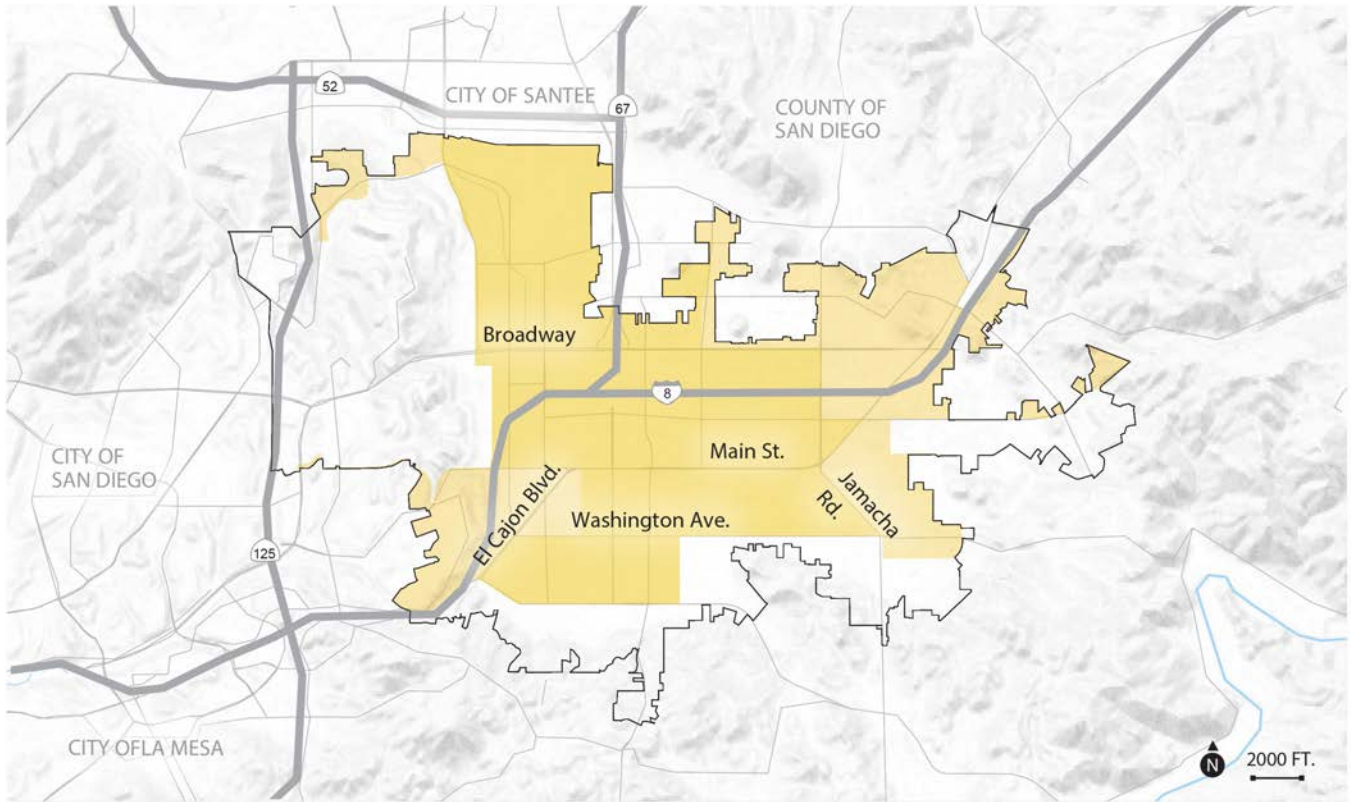 52
CITY OF SANTEE
67
COUNTY OF
SAN DIEGO
Broadway
8
Main St.
CITY OF
SAN DIEGO
El Cajon Blvd.
Jamacha
Rd.
Washington Ave.
125
CITY OFLA MESA
N
2000 FT.